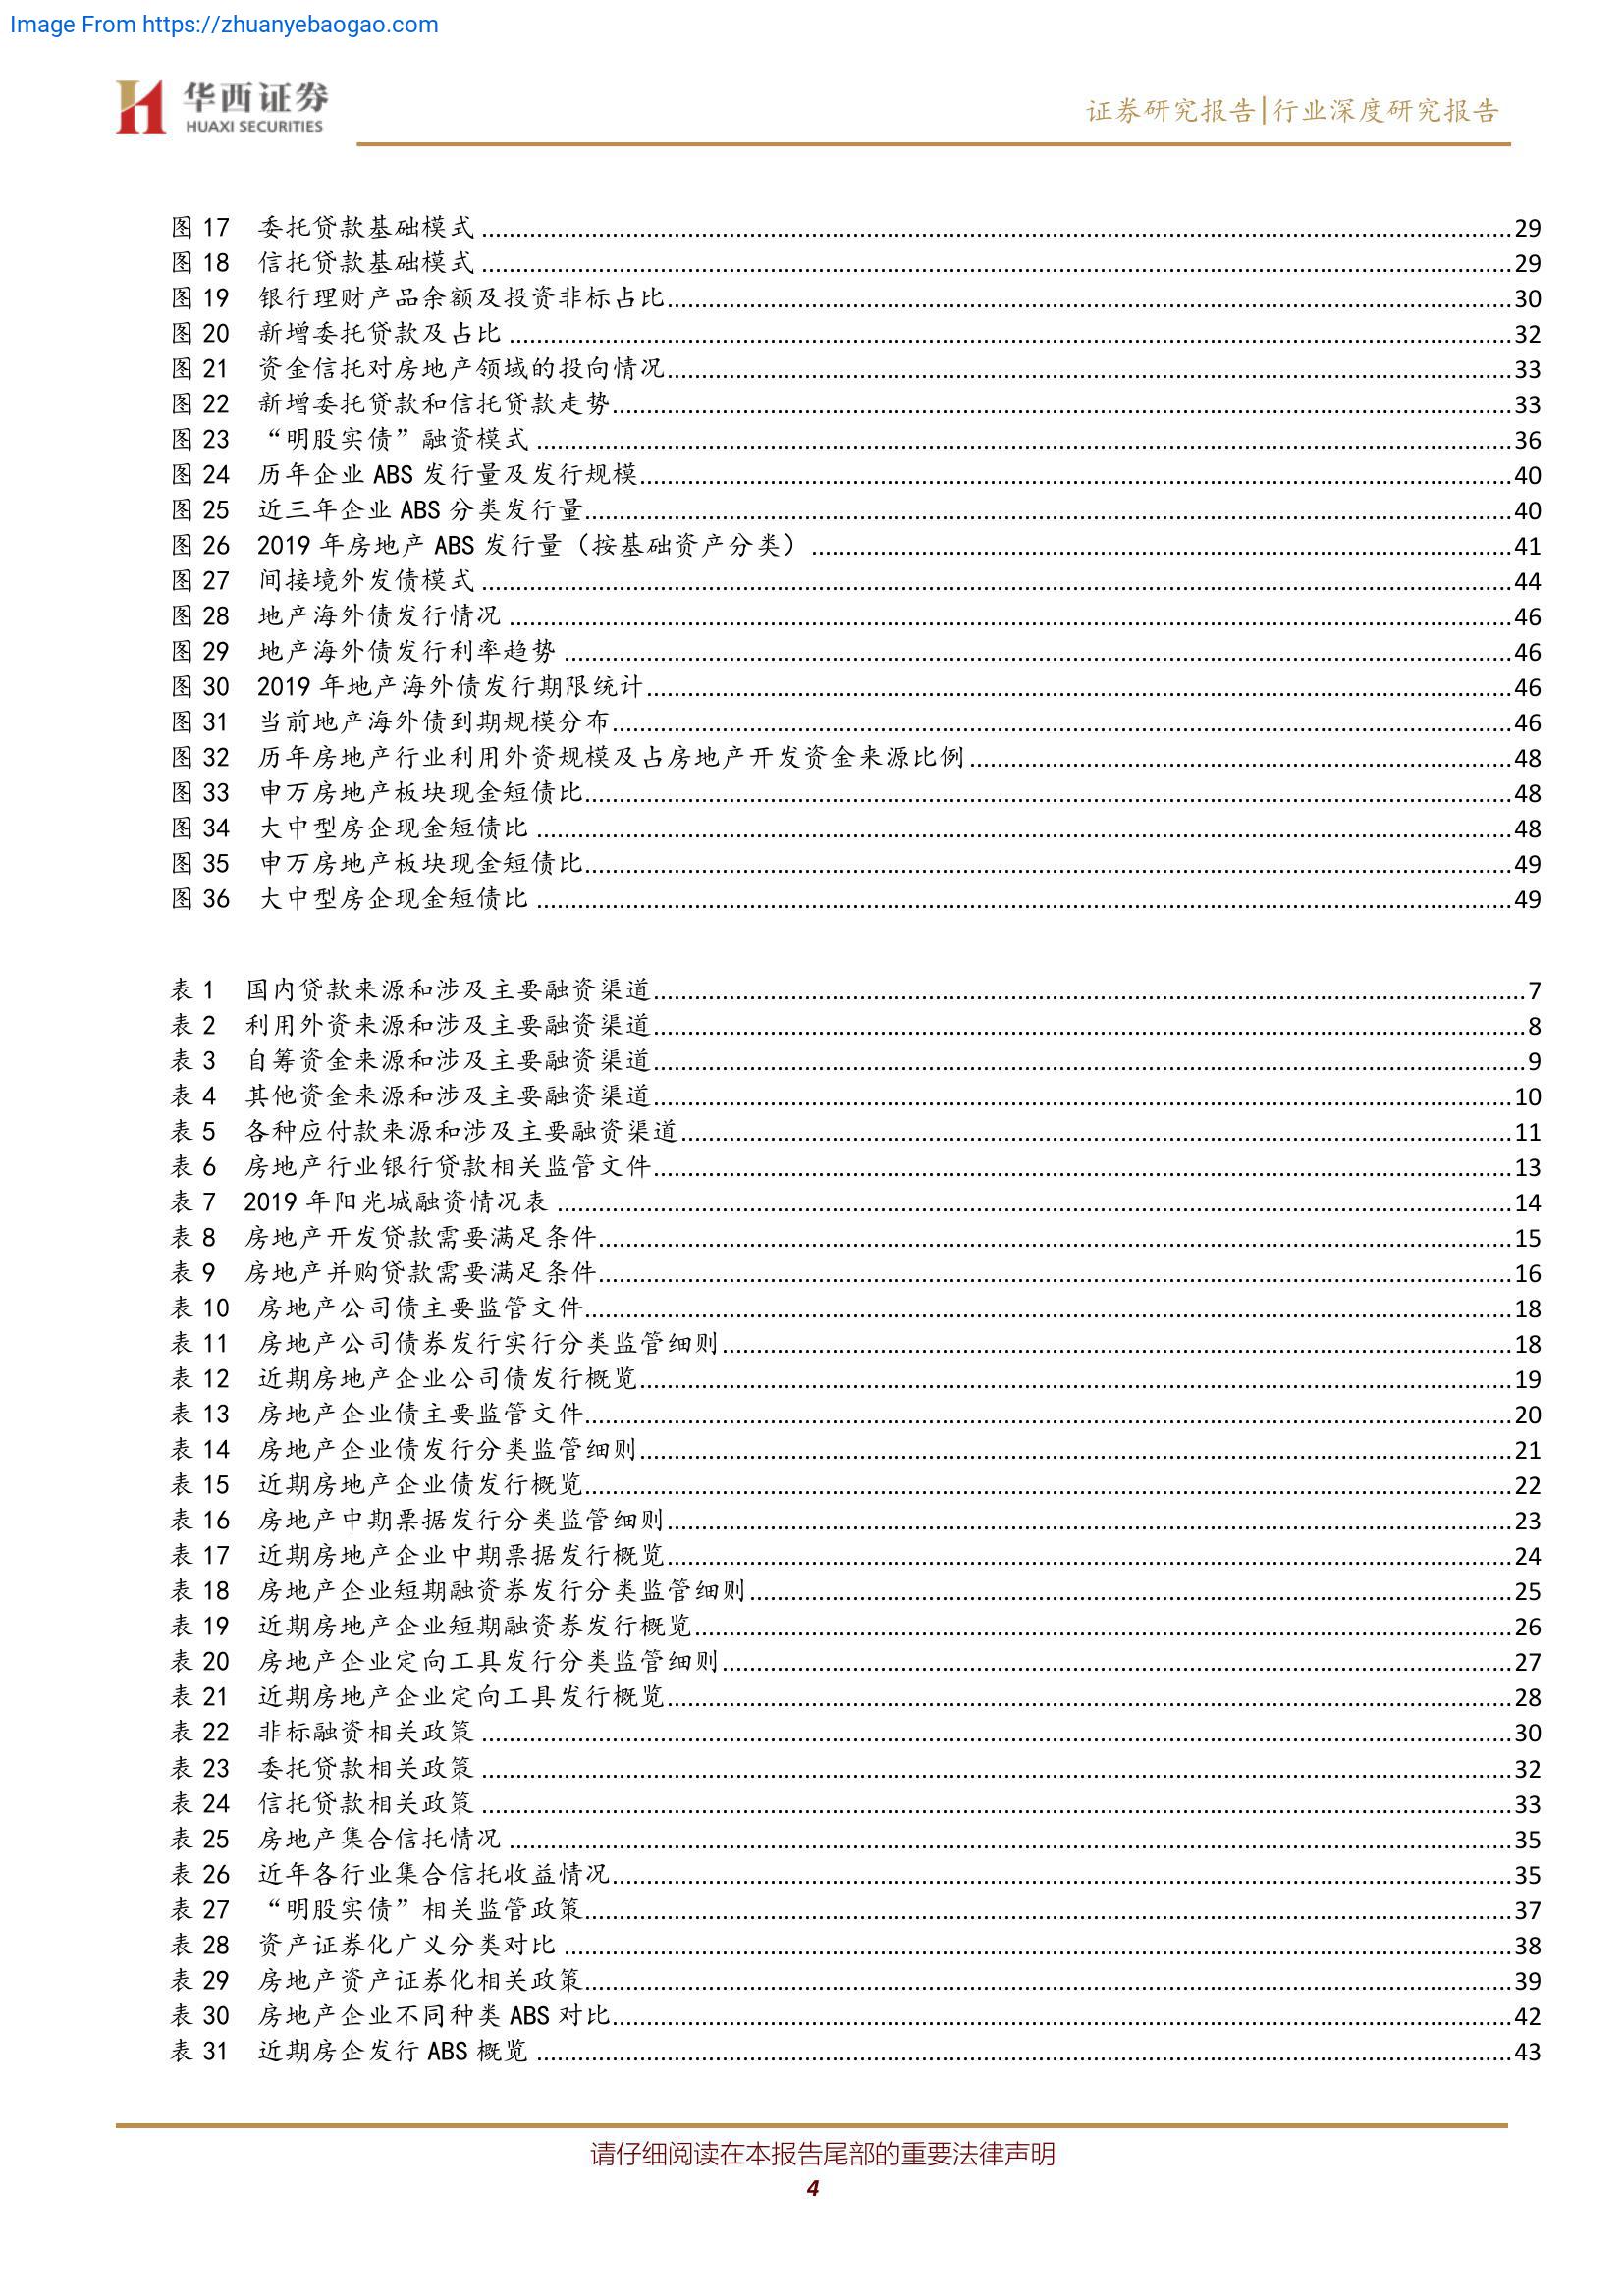 Image From https://zhuanyebaogao.com
华西证券
HUAXI SECURITIES
证券研究报告|行业深度研究报告
图 17 委托贷款基础模式........29
图 18 信托贷款基础模式........29
图 19 银行理财产品余额及投资非标占比........30
图 20 新增委托贷款及占比........32
图 21 资金信托对房地产领域的投向情况........33
图 22 新增委托贷款和信托贷款走势........33
图 23 “明股实债”融资模式........36
图 24 历年企业 ABS 发行量及发行规模........40
图 25 近三年企业 ABS 分类发行量........40
图 26 2019 年房地产 ABS 发行量（按基础资产分类）........41
图 27 间接境外发债模式........44
图 28 地产海外债发行情况........46
图 29 地产海外债发行利率趋势........46
图 30 2019 年地产海外债发行期限统计........46
图 31 当前地产海外债到期规模分布........46
图 32 历年房地产行业利用外资规模及占房地产开发资金来源比例........48
图 33 申万房地产板块现金短债比........48
图 34 大中型房企现金短债比........48
图 35 申万房地产板块现金短债比........49
图 36 大中型房企现金短债比........49
表 1 国内贷款来源和涉及主要融资渠道........7
表 2 利用外资来源和涉及主要融资渠道........8
表 3 自筹资金来源和涉及主要融资渠道........9
表 4 其他资金来源和涉及主要融资渠道........10
表 5 各种应付款来源和涉及主要融资渠道........11
表 6 房地产行业银行贷款相关监管文件........13
表 7 2019 年阳光城融资情况表........14
表 8 房地产开发贷款需要满足条件........15
表 9 房地产并购贷款需要满足条件........16
表 10 房地产公司债主要监管文件........18
表 11 房地产公司债券发行实行分类监管细则........18
表 12 近期房地产企业公司债发行概览........19
表 13 房地产企业债主要监管文件........20
表 14 房地产企业债发行分类监管细则........21
表 15 近期房地产企业债发行概览........22
表 16 房地产中期票据发行分类监管细则........23
表 17 近期房地产企业中期票据发行概览........24
表 18 房地产企业短期融资券发行分类监管细则........25
表 19 近期房地产企业短期融资券发行概览........26
表 20 房地产企业定向工具发行分类监管细则........27
表 21 近期房地产企业定向工具发行概览........28
表 22 非标融资相关政策........30
表 23 委托贷款相关政策........32
表 24 信托贷款相关政策........33
表 25 房地产集合信托情况........35
表 26 近年各行业集合信托收益情况........35
表 27 “明股实债”相关监管政策........37
表 28 资产证券化广义分类对比........38
表 29 房地产资产证券化相关政策........39
表 30 房地产企业不同种类 ABS 对比........42
表 31 近期房企发行 ABS 概览........43
请仔细阅读在本报告尾部的重要法律声明
4